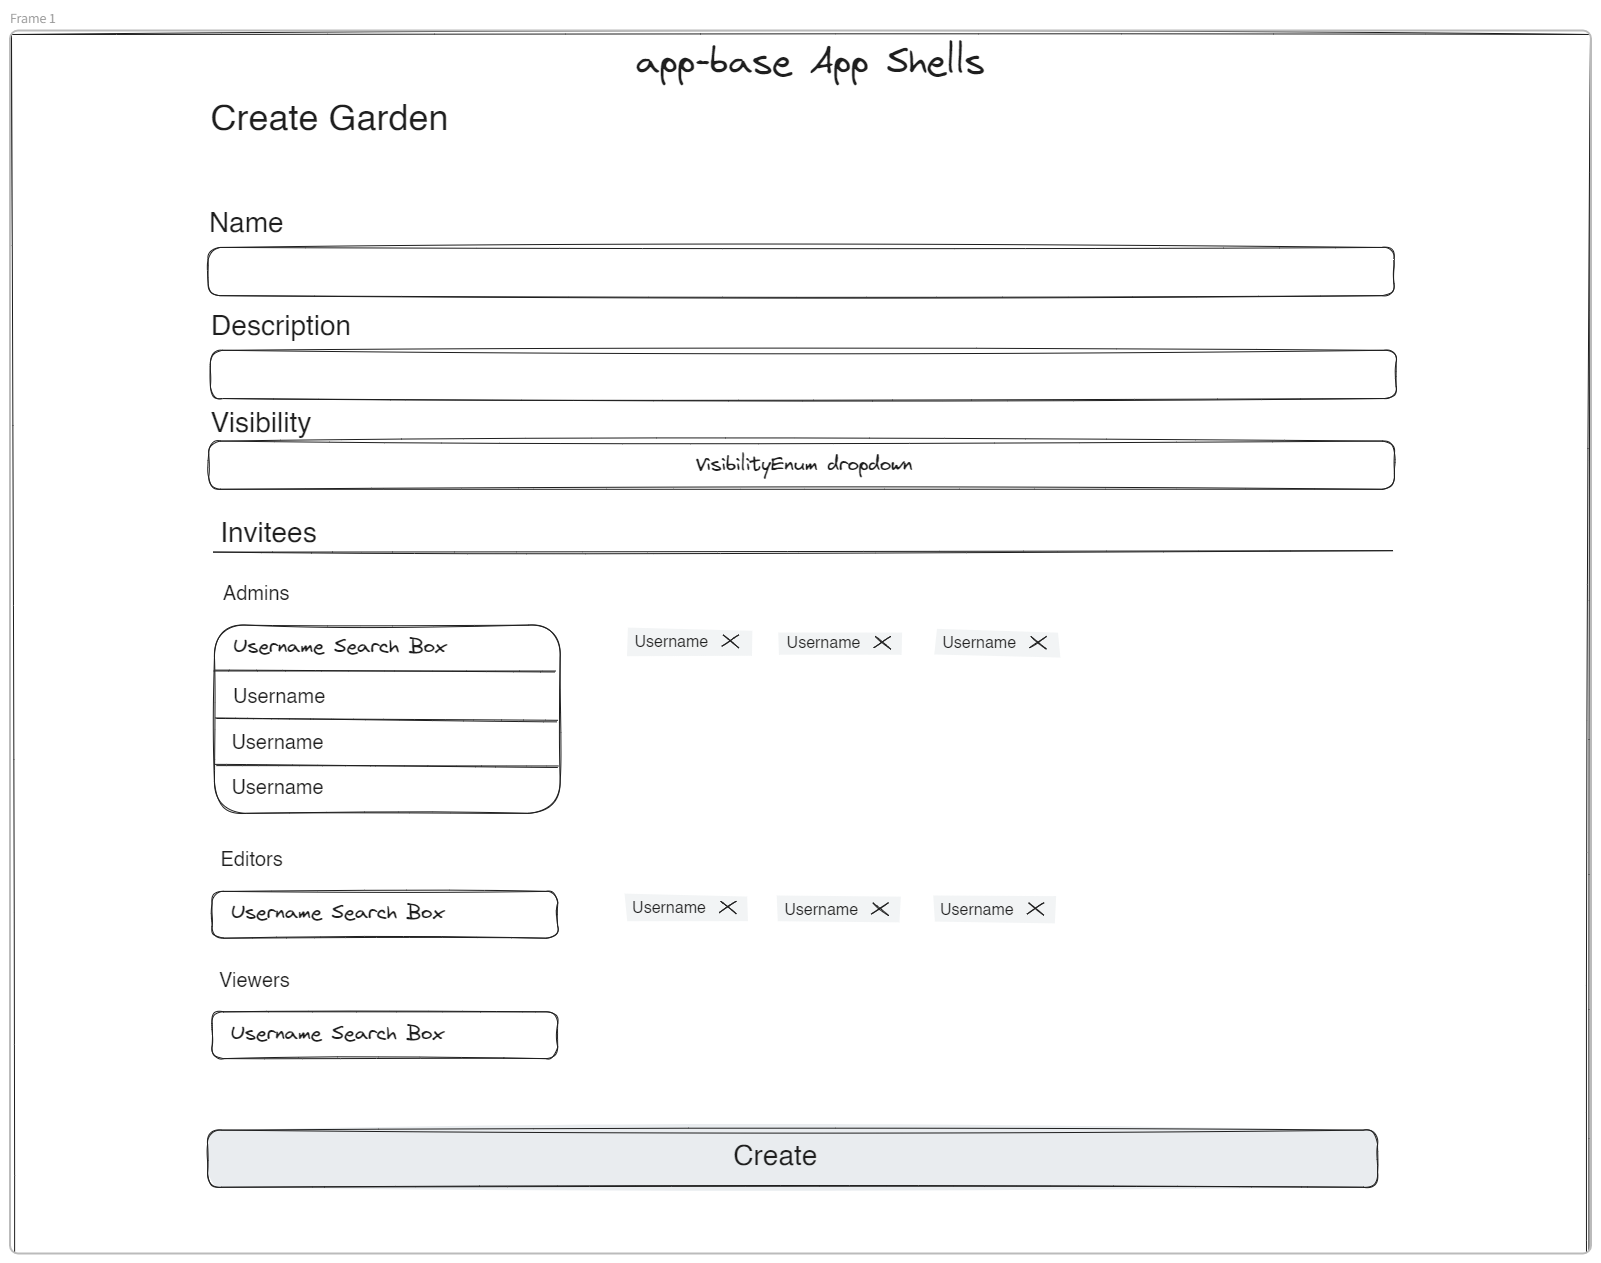 Frame 1
app-base App Shells
Create Garden
Name
Description
Visibility
VisibilityEnum dropdown
Invitees
Admins
Username Search Box
Username
Username
Username
Username
Username
Username
Editors
Username Search Box
Username
Username
Username
Viewers
Username Search Box
Create